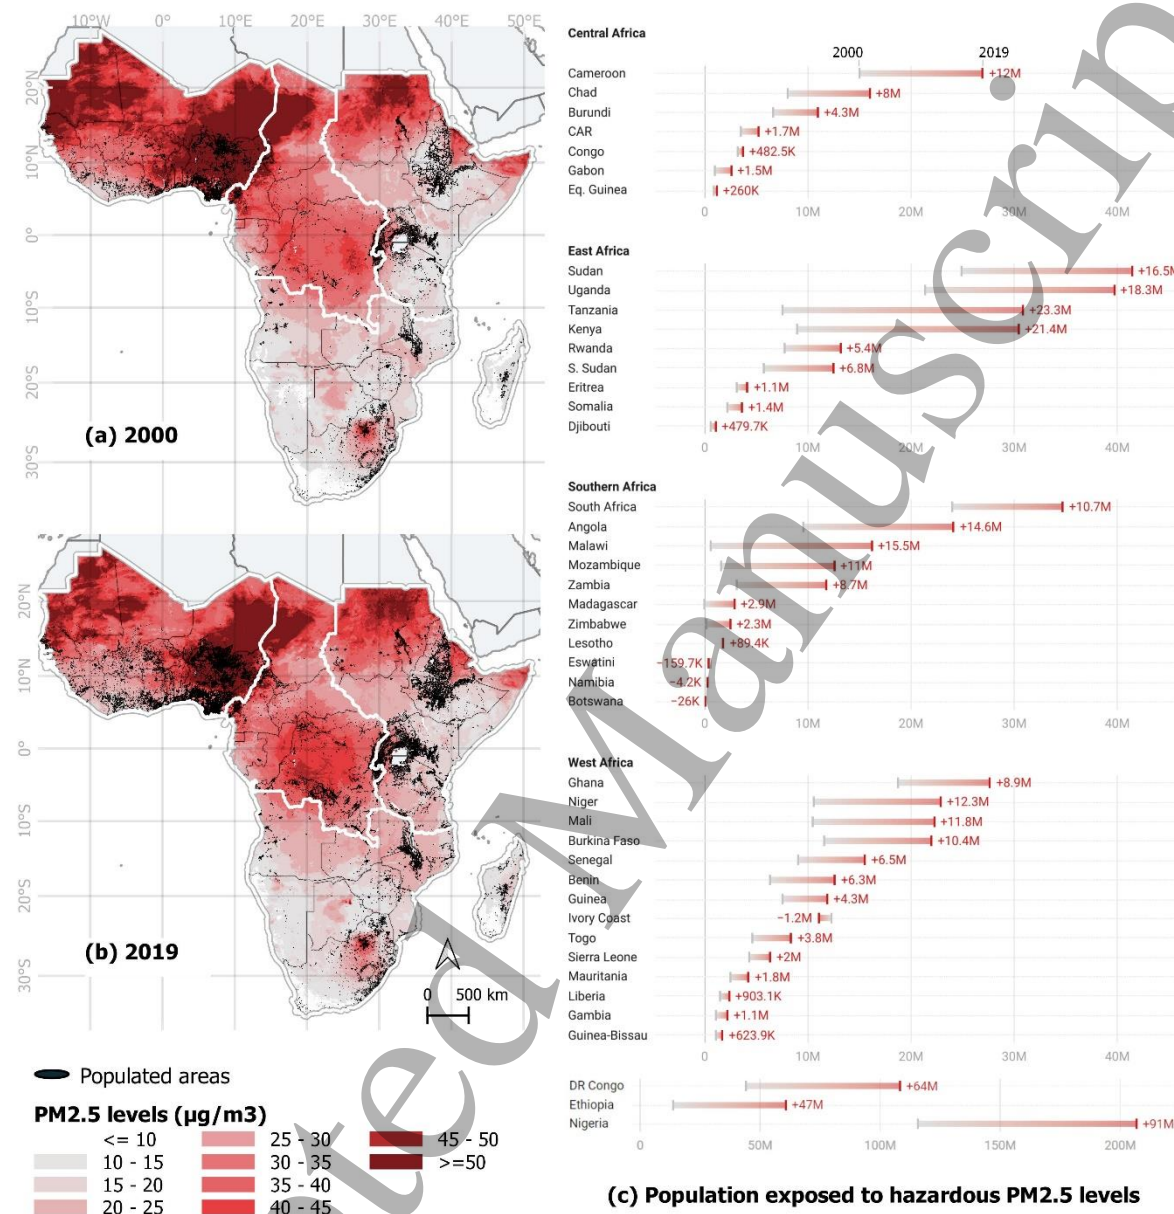 10°W 0°E 10°E 20°E 30°E 40°E 50°E
20°N
10°N
0°
10°S
20°S
30°S
(a) 2000
20°N
10°N
0°
10°S
20°S
30°S
(b) 2019
0 500 km
Populated areas
PM2.5 levels (µg/m3)
<= 10
10 - 15
15 - 20
20 - 25
25 - 30
30 - 35
35 - 40
40 - 45
45 - 50
>=50
Central Africa
2000 2019
Cameroon +12M
Chad +8M
Burundi +4.3M
CAR +1.7M
Congo +482.5K
Gabon +1.5M
Eq. Guinea +260K
0 10M 20M 30M 40M
East Africa
Sudan +16.5M
Uganda +18.3M
Tanzania +23.3M
Kenya +21.4M
Rwanda +5.4M
S. Sudan +6.8M
Eritrea +1.1M
Somalia +1.4M
Djibouti +479.7K
0 10M 20M 30M 40M
Southern Africa
South Africa +10.7M
Angola +14.6M
Malawi +15.5M
Mozambique +11M
Zambia +8.7M
Madagascar +2.9M
Zimbabwe +2.3M
Lesotho +89.4K
Eswatini −159.7K
Namibia −4.2K
Botswana −26K
0 10M 20M 30M 40M
West Africa
Ghana +8.9M
Niger +12.3M
Mali +11.8M
Burkina Faso +10.4M
Senegal +6.5M
Benin +6.3M
Guinea +4.3M
Ivory Coast −1.2M
Togo +3.8M
Sierra Leone +2M
Mauritania +1.8M
Liberia +903.1K
Gambia +1.1M
Guinea-Bissau +623.9K
0 10M 20M 30M 40M
DR Congo +64M
Ethiopia +47M
Nigeria +91M
0 50M 100M 150M 200M
(c) Population exposed to hazardous PM2.5 levels
ted Manuscrip